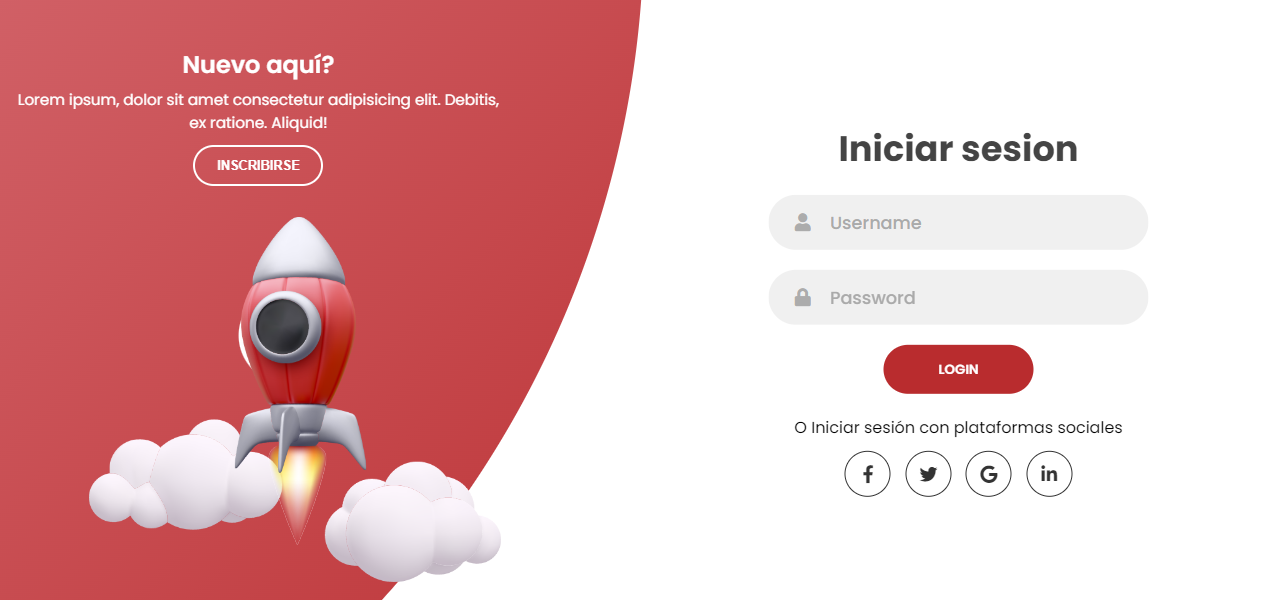 Nuevo aquí?
Lorem ipsum, dolor sit amet consectetur adipisicing elit. Debitis,
ex ratione. Aliquid!
INSCRIBIRSE
Iniciar sesion
Username
Password
LOGIN
O Iniciar sesión con plataformas sociales